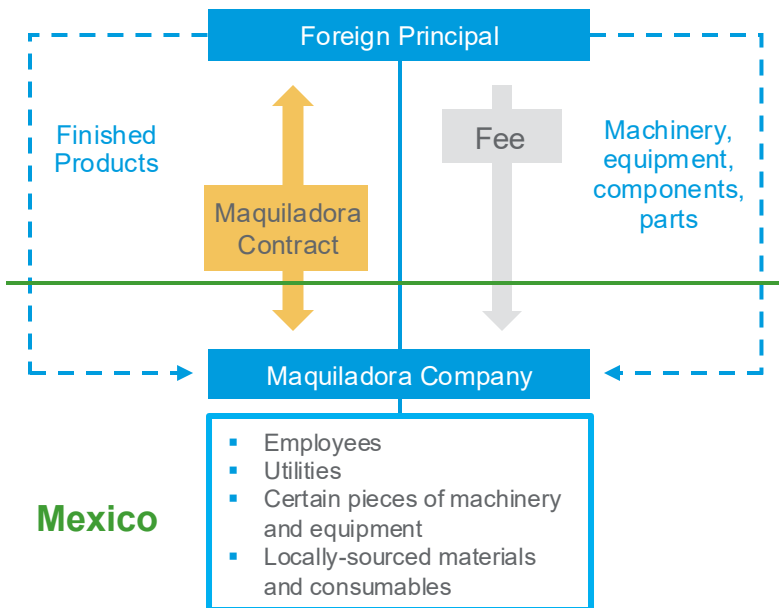 Foreign Principal
Finished
Products
Fee
Machinery,
equipment,
components,
parts
Maquiladora
Contract
Maquiladora Company
▪ Employees
▪ Utilities
▪ Certain pieces of machinery
and equipment
▪ Locally-sourced materials
and consumables
Mexico